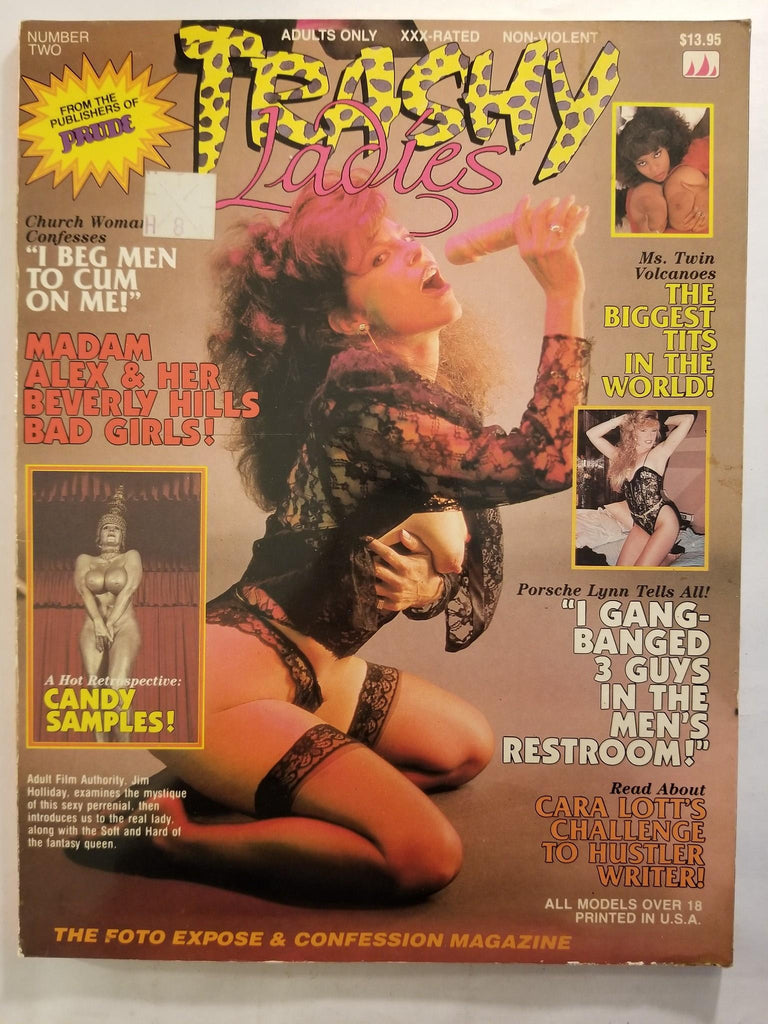 NUMBER
TWO
ADULTS ONLY XXX-RATED NON-VIOLENT
$13.95
TRASHY
Ladies
FROM THE
PUBLISHERS OF
PRUDE
H 8
Church Woman
Confesses
"I BEG MEN
TO CUM
ON ME!"
MADAM
ALEX & HER
BEVERLY HILLS
BAD GIRLS!
Ms. Twin
Volcanoes
THE
BIGGEST
TITS
IN THE
WORLD!
A Hot Retrospective:
CANDY
SAMPLES!
Adult Film Authority, Jim
Holliday, examines the mystique
of this sexy perrenial, then
introduces us to the real lady,
along with the Soft and Hard of
the fantasy queen.
Porsche Lynn Tells All!
"I GANG-
BANGED
3 GUYS
IN THE
MEN'S
RESTROOM!"
Read About
CARA LOTT'S
CHALLENGE
TO HUSTLER
WRITER!
ALL MODELS OVER 18
PRINTED IN U.S.A.
THE FOTO EXPOSE & CONFESSION MAGAZINE